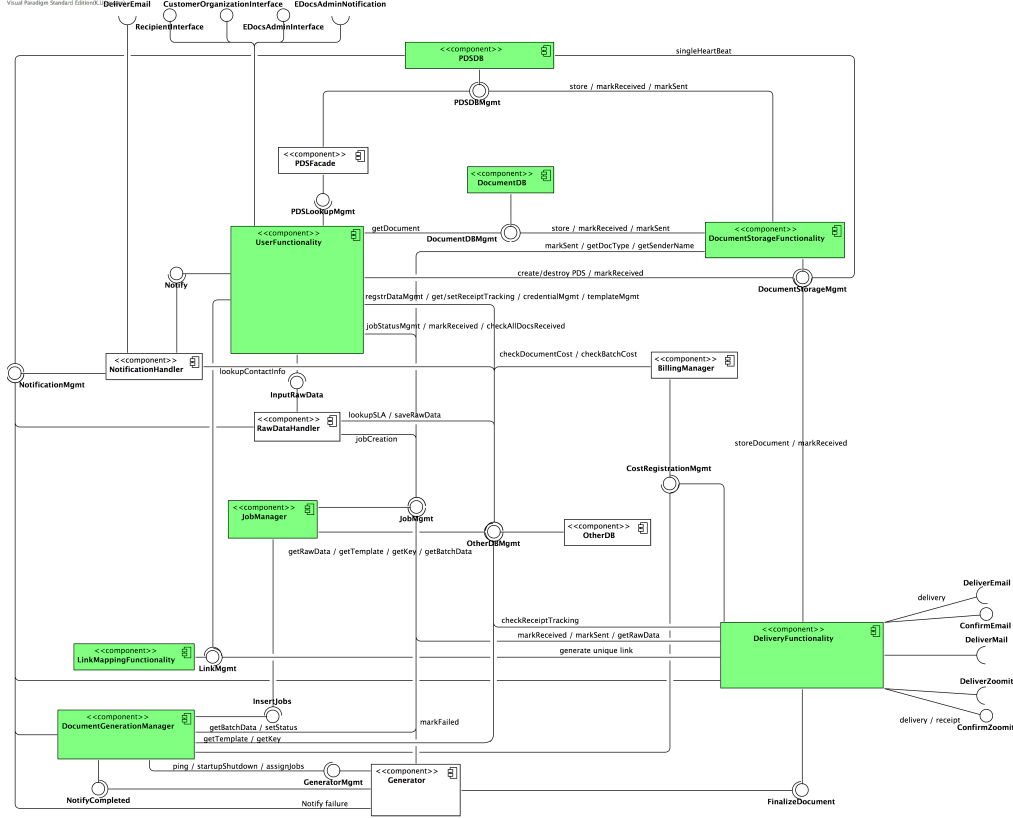 Visual Paradigm Standard Edition(K.U.
DeliverEmail
CustomerOrganizationInterface
EDocsAdminNotification
RecipientInterface
EDocsAdminInterface
<<component>>
PDSDB
singleHeartBeat
store / markReceived / markSent
PDSDBMgmt
<<component>>
PDSFacade
<<component>>
DocumentDB
PDSLookupMgmt
<<component>>
UserFunctionality
getDocument
DocumentDBMgmt
store / markReceived / markSent
<<component>>
DocumentStorageFunctionality
markSent / getDocType / getSenderName
create/destroy PDS / markReceived
Notify
DocumentStorageMgmt
regstrDataMgmt / get/setReceiptTracking / credentialMgmt / templateMgmt
jobStatusMgmt / markReceived / checkAllDocsReceived
<<component>>
NotificationHandler
checkDocumentCost / checkBatchCost
<<component>>
BillingManager
lookupContactInfo
NotificationMgmt
InputRawData
<<component>>
RawDataHandler
lookupSLA / saveRawData
jobCreation
storeDocument / markReceived
CostRegistrationMgmt
<<component>>
JobManager
JobMgmt
<<component>>
OtherDB
OtherDBMgmt
getRawData / getTemplate / getKey / getBatchData
DeliverEmail
delivery
ConfirmEmail
checkReceiptTracking
<<component>>
DeliveryFunctionality
markReceived / markSent / getRawData
DeliverMail
generate unique link
<<component>>
LinkMappingFunctionality
LinkMgmt
DeliverZoomit
InsertJobs
delivery / receipt
ConfirmZoomit
<<component>>
DocumentGenerationManager
markFailed
getBatchData / setStatus
getTemplate / getKey
ping / startupShutdown / assignJobs
GeneratorMgmt
<<component>>
Generator
NotifyCompleted
Notify failure
FinalizeDocument